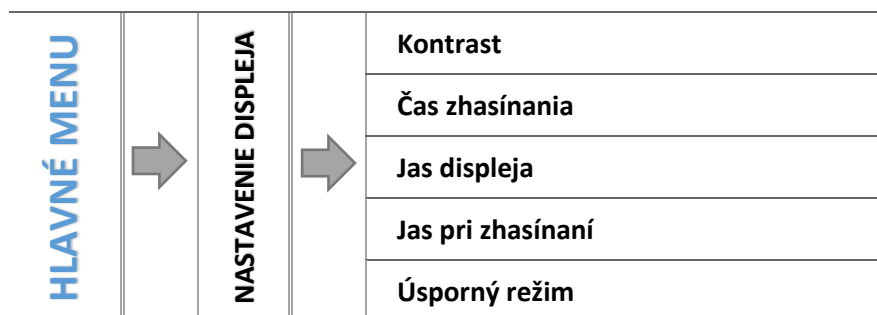 HLAVNÉ MENU
NASTAVENIE DISPLEJA
Kontrast
Čas zhasínania
Jas displeja
Jas pri zhasínaní
Úsporný režim